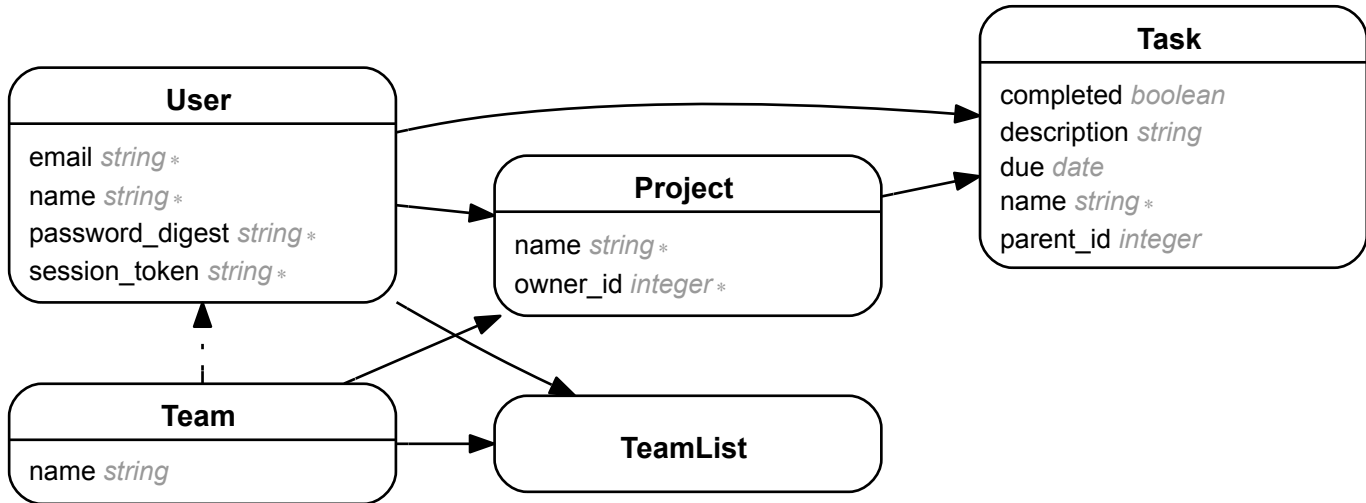 User
email string *
name string *
password_digest string *
session_token string *
Team
name string
Project
name string *
owner_id integer *
TeamList
Task
completed boolean
description string
due date
name string *
parent_id integer